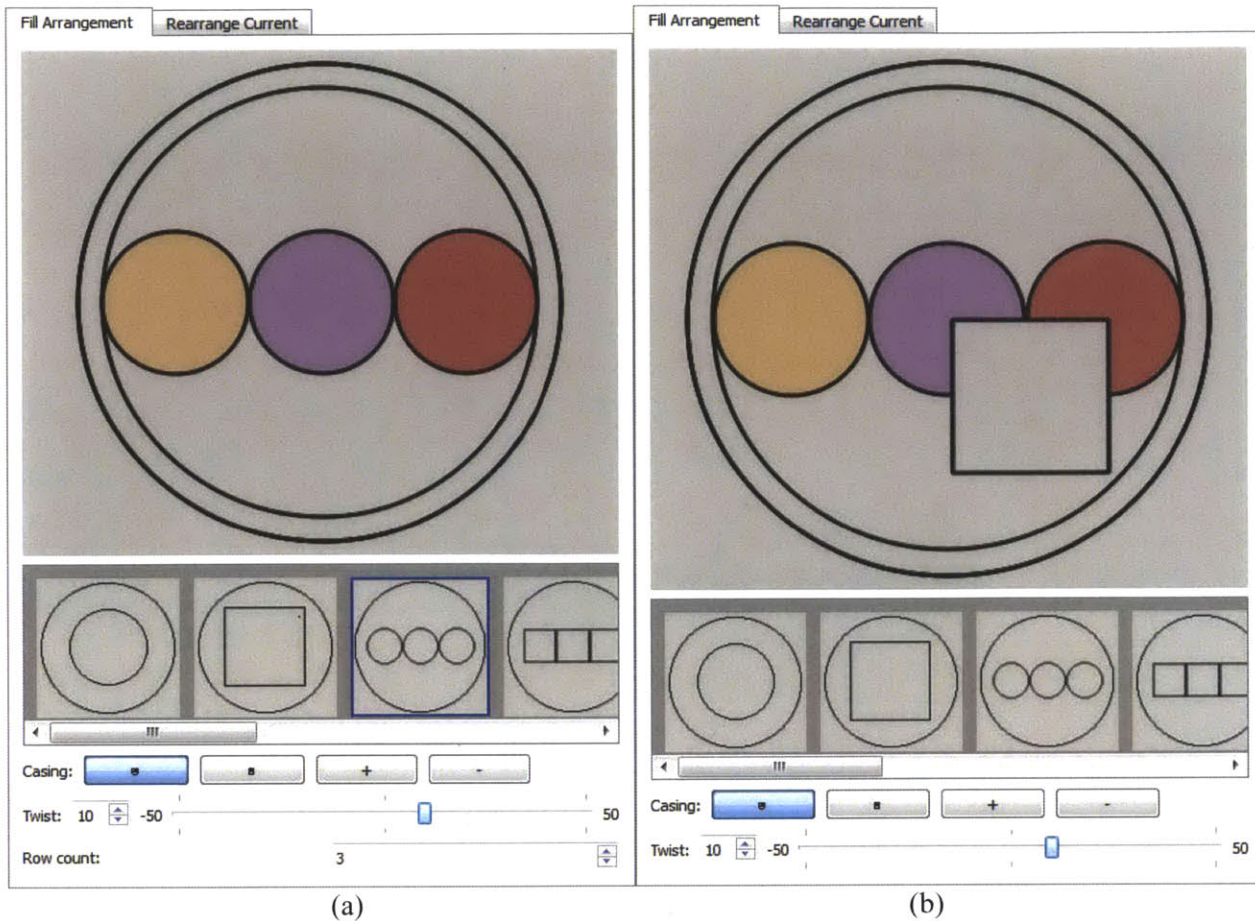 Fill Arrangement Rearrange Current
Casing: + -
Twist: 10 -50 50
Row count: 3
(a)
Fill Arrangement Rearrange Current
Casing: + -
Twist: 10 -50 50
(b)